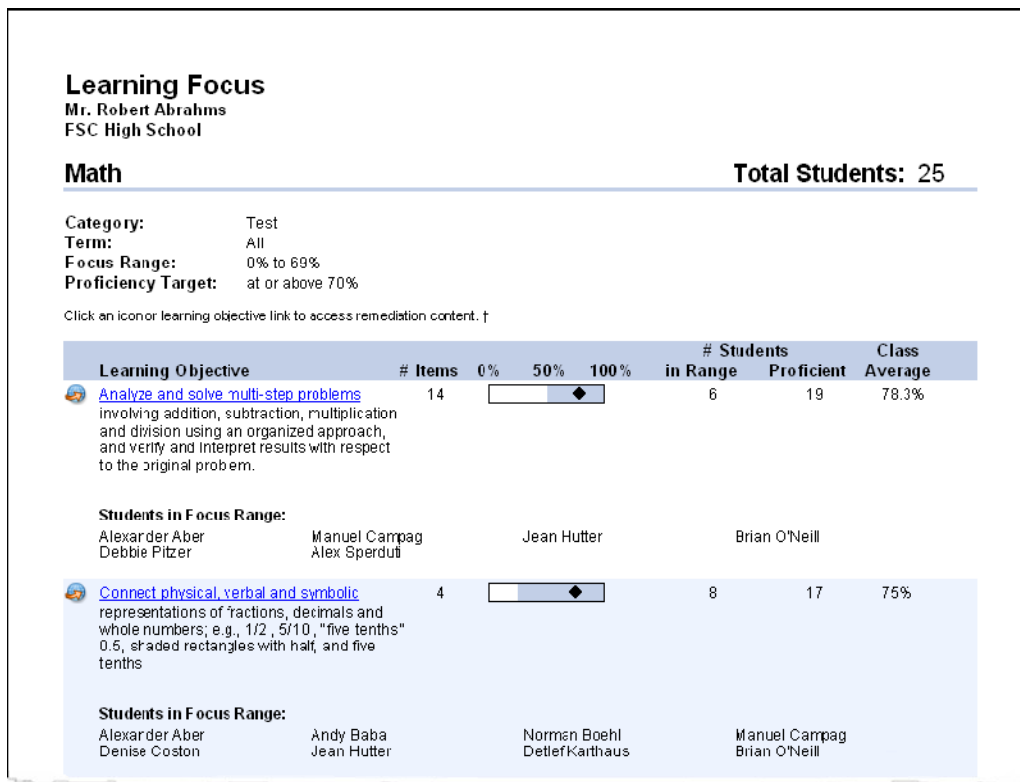 Learning Focus
Mr. Robert Abrahms
FSC High School
Math Total Students: 25
Category: Test
Term: All
Focus Range: 0% to 69%
Proficiency Target: at or above 70%
Click an icon or learning objective link to access remediation content. †
# Students Class
Learning Objective # Items 0% 50% 100% in Range Proficient Average
Analyze and solve multi-step problems 14 6 19 78.3%
involving addition, subtraction, multiplication
and division using an organized approach,
and verify and interpret results with respect
to the original problem.
Students in Focus Range:
Alexander Aber Manuel Campag Jean Hutter Brian O'Neill
Debbie Pitzer Alex Sperduti
Connect physical, verbal and symbolic 4 8 17 75%
representations of fractions, decimals and
whole numbers; e.g., 1/2 , 5/10 , "five tenths"
0.5, shaded rectangles with half, and five
tenths
Students in Focus Range:
Alexander Aber Andy Baba Norman Boehl Manuel Campag
Denise Coston Jean Hutter Detlef Karthaus Brian O'Neill